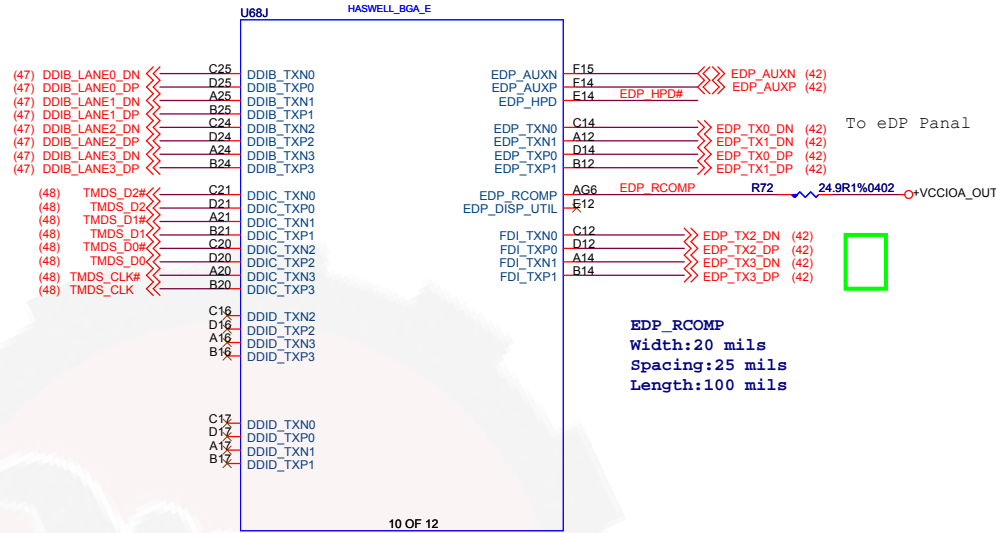 U68J
HASWELL_BGA_E
(47) DDIB_LANE0_DN C25 DDIB_TXN0
(47) DDIB_LANE0_DP D25 DDIB_TXP0
(47) DDIB_LANE1_DN A25 DDIB_TXN1
(47) DDIB_LANE1_DP B25 DDIB_TXP1
(47) DDIB_LANE2_DN C24 DDIB_TXN2
(47) DDIB_LANE2_DP D24 DDIB_TXP2
(47) DDIB_LANE3_DN A24 DDIB_TXN3
(47) DDIB_LANE3_DP B24 DDIB_TXP3
(48) TMDS_D2# C21 DDIC_TXN0
(48) TMDS_D2 D21 DDIC_TXP0
(48) TMDS_D1# A21 DDIC_TXN1
(48) TMDS_D1 B21 DDIC_TXP1
(48) TMDS_D0# C20 DDIC_TXN2
(48) TMDS_D0 D20 DDIC_TXP2
(48) TMDS_CLK# A20 DDIC_TXN3
(48) TMDS_CLK B20 DDIC_TXP3
C16 DDID_TXN2
D16 DDID_TXP2
A16 DDID_TXN3
B16 DDID_TXP3
C17 DDID_TXN0
D17 DDID_TXP0
A17 DDID_TXN1
B17 DDID_TXP1
EDP_AUXN F15 EDP_AUXN (42)
EDP_AUXP F14 EDP_AUXP (42)
EDP_HPD E14 EDP_HPD#
EDP_TXN0 C14 EDP_TX0_DN (42)
EDP_TXN1 A12 EDP_TX1_DN (42)
EDP_TXP0 D14 EDP_TX0_DP (42)
EDP_TXP1 B12 EDP_TX1_DP (42)
To eDP Panal
EDP_RCOMP AG6 EDP_RCOMP R72 24.9R1%0402 +VCCIOA_OUT
EDP_DISP_UTIL E12
FDI_TXN0 C12 EDP_TX2_DN (42)
FDI_TXP0 D12 EDP_TX2_DP (42)
FDI_TXN1 A14 EDP_TX3_DN (42)
FDI_TXP1 B14 EDP_TX3_DP (42)
EDP_RCOMP
Width:20 mils
Spacing:25 mils
Length:100 mils
10 OF 12